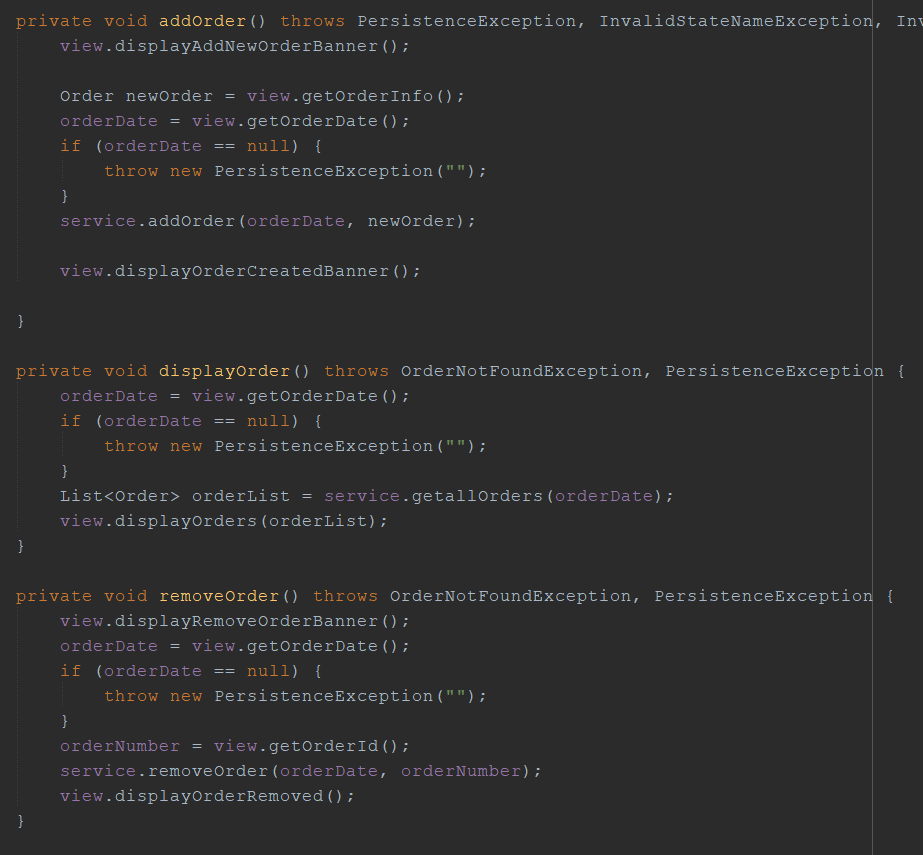 private void addOrder() throws PersistenceException, InvalidStateNameException, Inv
view.displayAddNewOrderBanner();
Order newOrder = view.getOrderInfo();
orderDate = view.getOrderDate();
if (orderDate == null) {
throw new PersistenceException("");
}
service.addOrder(orderDate, newOrder);
view.displayOrderCreatedBanner();
}
private void displayOrder() throws OrderNotFoundException, PersistenceException {
orderDate = view.getOrderDate();
if (orderDate == null) {
throw new PersistenceException("");
}
List<Order> orderList = service.getallOrders(orderDate);
view.displayOrders(orderList);
}
private void removeOrder() throws OrderNotFoundException, PersistenceException {
view.displayRemoveOrderBanner();
orderDate = view.getOrderDate();
if (orderDate == null) {
throw new PersistenceException("");
}
orderNumber = view.getOrderId();
service.removeOrder(orderDate, orderNumber);
view.displayOrderRemoved();
}